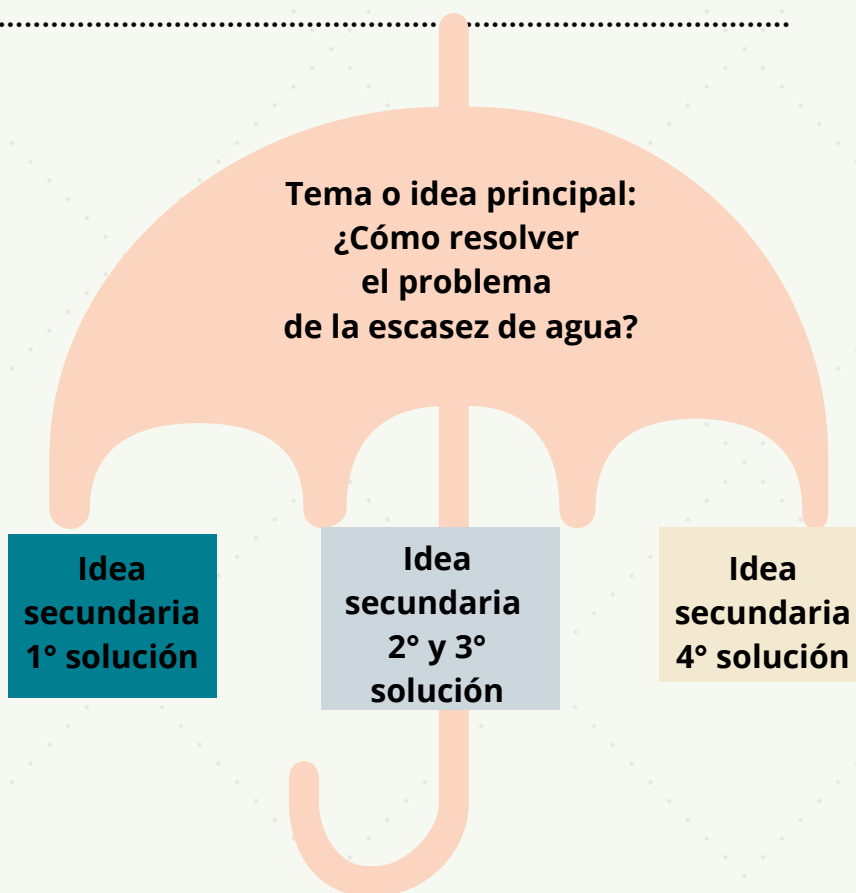 Tema o idea principal:
¿Cómo resolver
el problema
de la escasez de agua?
Idea
secundaria
1° solución
Idea
secundaria
2° y 3°
solución
Idea
secundaria
4° solución